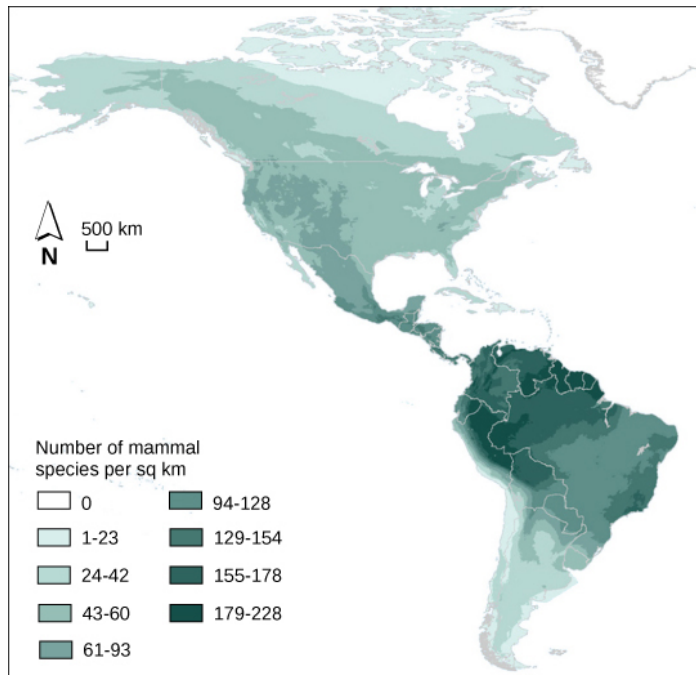 500 km
N
Number of mammal
species per sq km
0
1-23
24-42
43-60
61-93
94-128
129-154
155-178
179-228